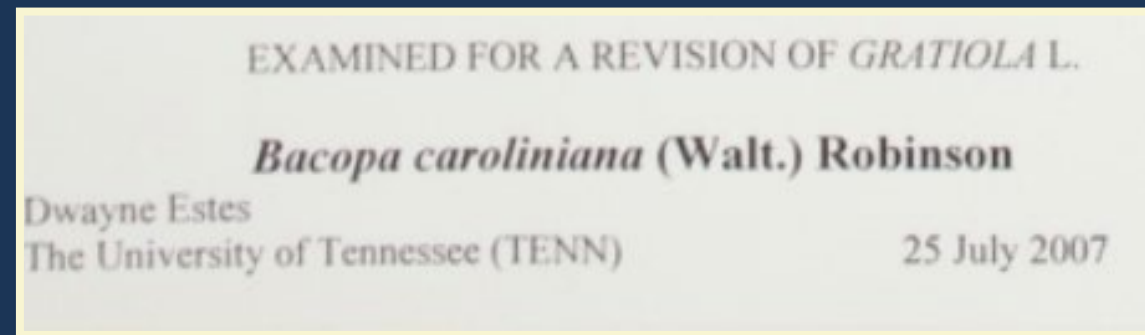 EXAMINED FOR A REVISION OF GRATIOLA L.
Bacopa caroliniana (Walt.) Robinson
Dwayne Estes
The University of Tennessee (TENN) 25 July 2007